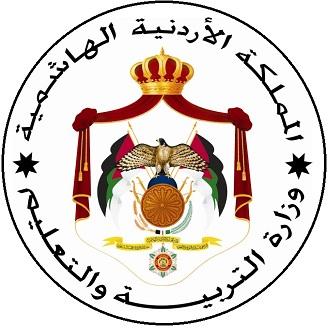 المملكة الأردنية الهاشمية
وزارة التربية والتعليم